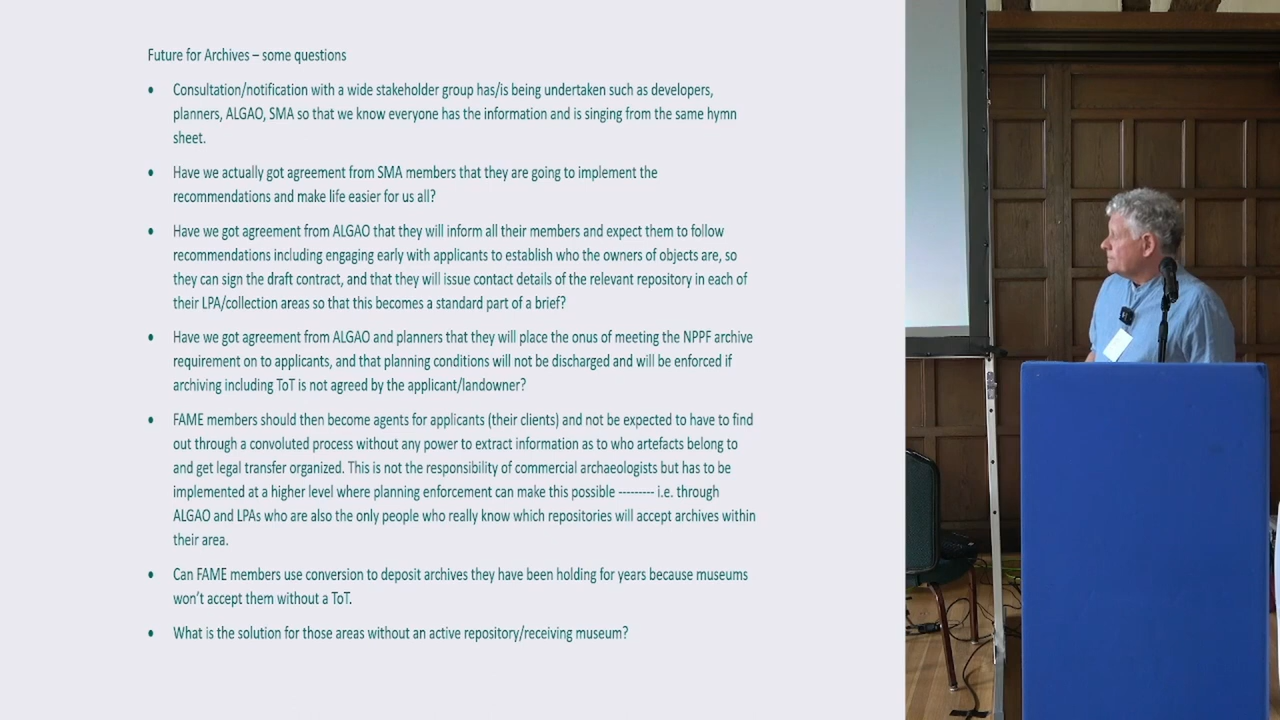 Future for Archives – some questions
• Consultation/notification with a wide stakeholder group has/is being undertaken such as developers,
planners, ALGAO, SMA so that we know everyone has the information and is singing from the same hymn
sheet.
• Have we actually got agreement from SMA members that they are going to implement the
recommendations and make life easier for us all?
• Have we got agreement from ALGAO that they will inform all their members and expect them to follow
recommendations including engaging early with applicants to establish who the owners of objects are, so
they can sign the draft contract, and that they will issue contact details of the relevant repository in each of
their LPA/collection areas so that this becomes a standard part of a brief?
• Have we got agreement from ALGAO and planners that they will place the onus of meeting the NPPF archive
requirement on to applicants, and that planning conditions will not be discharged and will be enforced if
archiving including ToT is not agreed by the applicant/landowner?
• FAME members should then become agents for applicants (their clients) and not be expected to have to find
out through a convoluted process without any power to extract information as to who artefacts belong to
and get legal transfer organized. This is not the responsibility of commercial archaeologists but has to be
implemented at a higher level where planning enforcement can make this possible --------- i.e. through
ALGAO and LPAs who are also the only people who really know which repositories will accept archives within
their area.
• Can FAME members use conversion to deposit archives they have been holding for years because museums
won’t accept them without a ToT.
• What is the solution for those areas without an active repository/receiving museum?